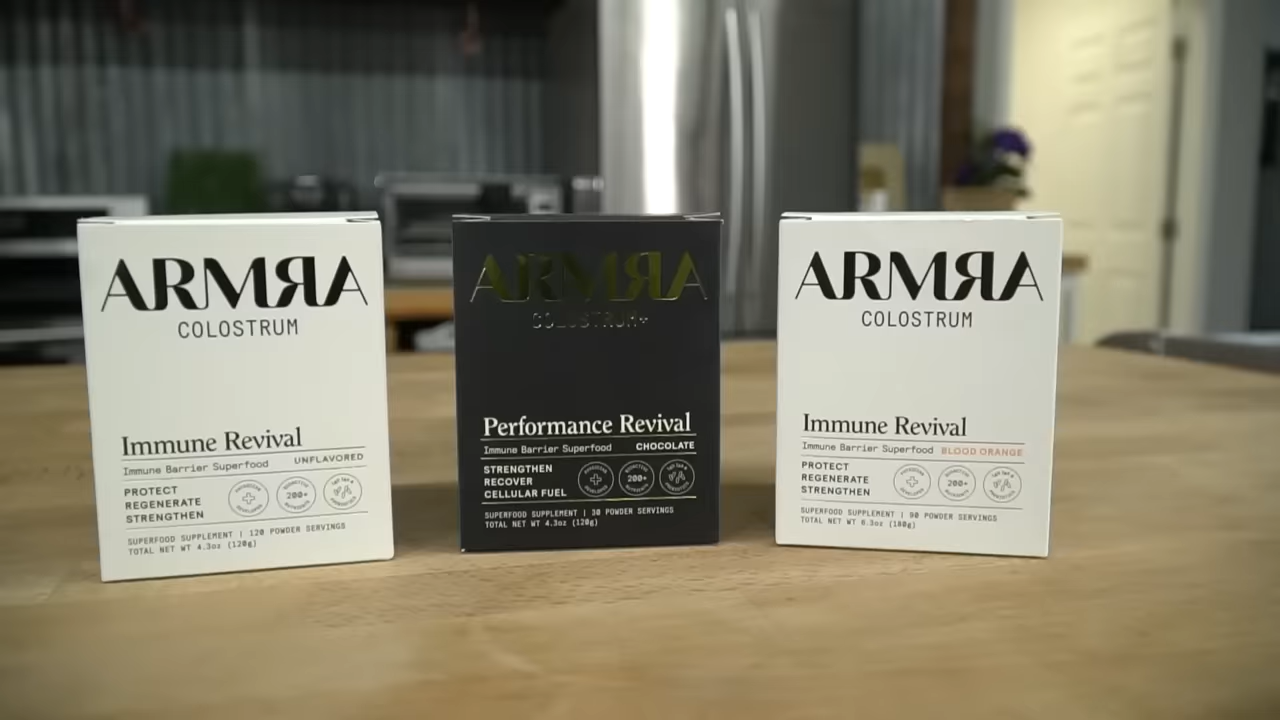 ARMRA
COLOSTRUM
Immune Revival
Immune Barrier Superfood UNFLAVORED
PROTECT
REGENERATE
STRENGTHEN
200+
SUPERFOOD SUPPLEMENT | 120 POWDER SERVINGS
TOTAL NET WT 4.3oz (120g)
ARMRA
COLOSTRUM+
Performance Revival
Immune Barrier Superfood CHOCOLATE
STRENGTHEN
RECOVER
CELLULAR FUEL
200+
SUPERFOOD SUPPLEMENT | 30 POWDER SERVINGS
TOTAL NET WT 4.3oz (120g)
ARMRA
COLOSTRUM
Immune Revival
Immune Barrier Superfood BLOOD ORANGE
PROTECT
REGENERATE
STRENGTHEN
200+
SUPERFOOD SUPPLEMENT | 90 POWDER SERVINGS
TOTAL NET WT 6.3oz (180g)